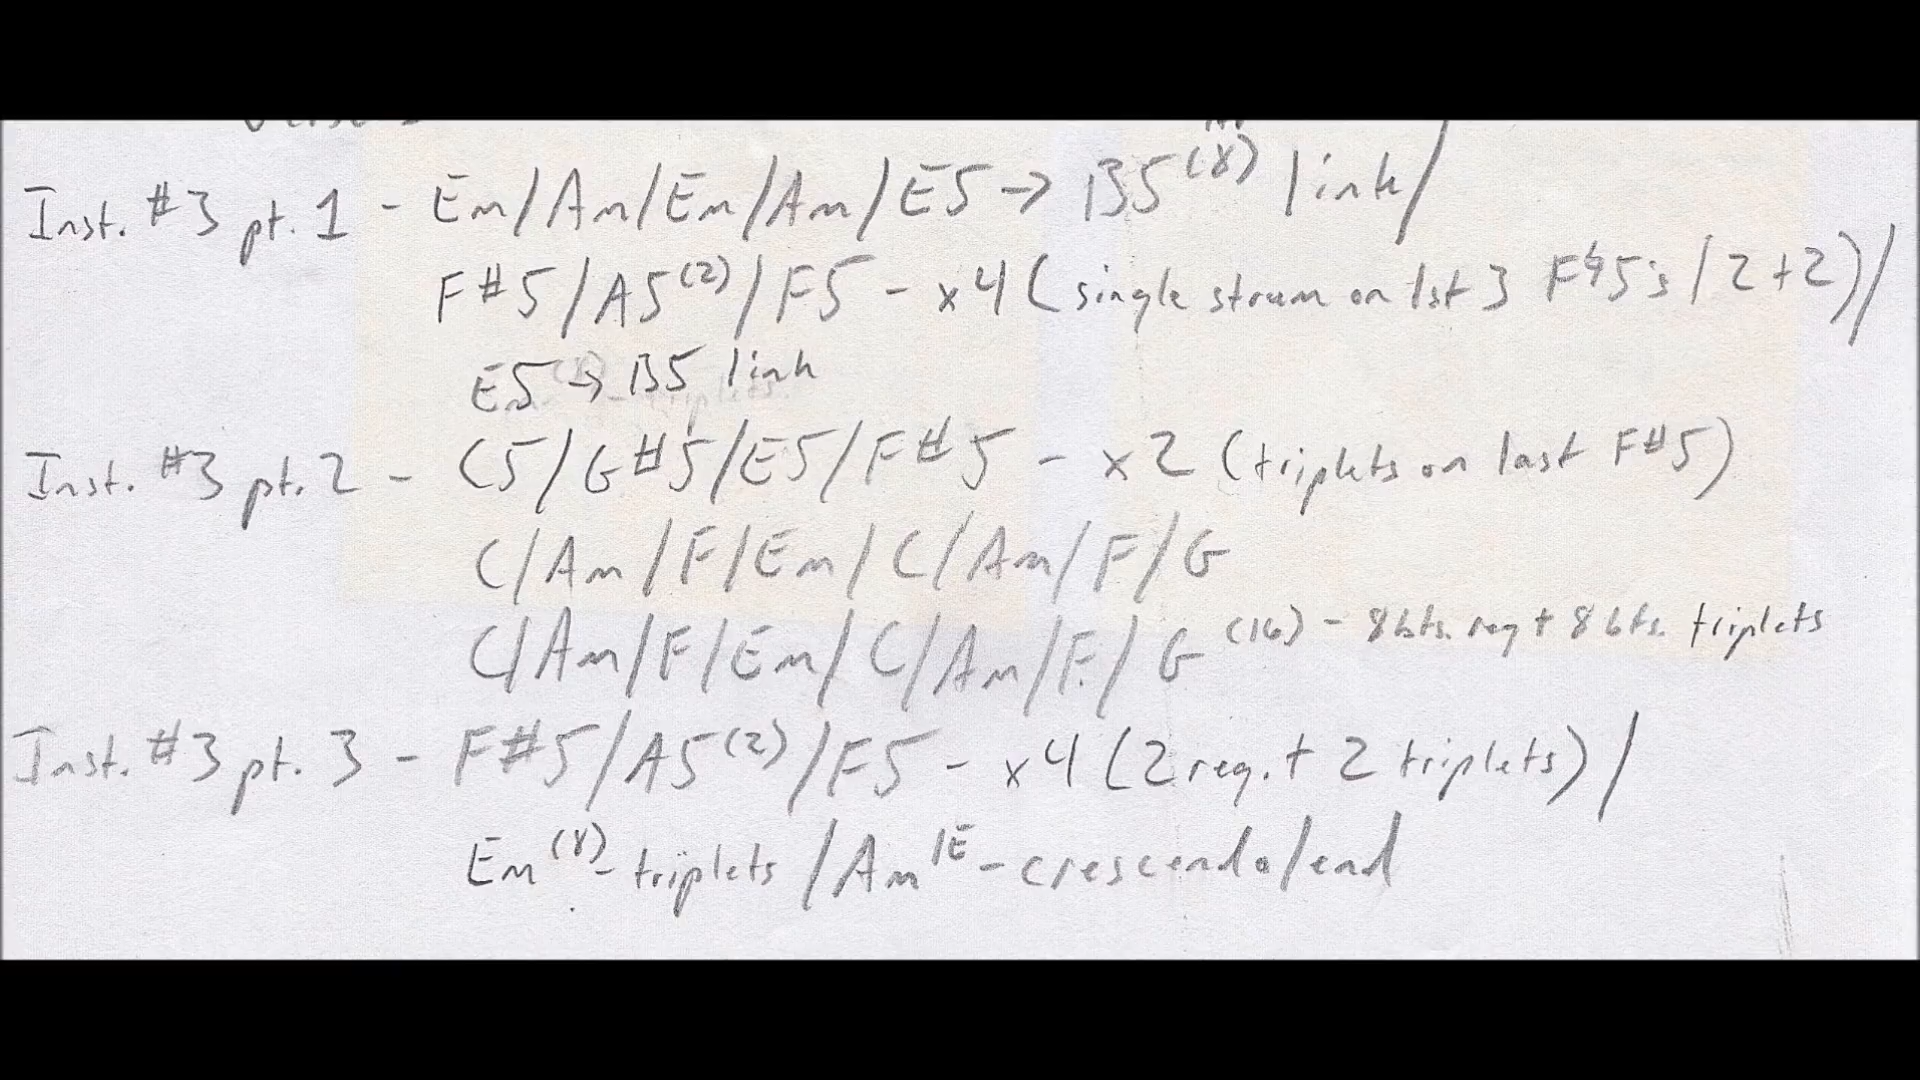 Verse
Inst. #3 pt. 1 - Em/Am/Em/Am/E5 → B5 (8) link/
F#5/A5 (2)/F5 - x4 (single strum on 1st 3 F#5's / 2+2)/
E5 → B5 link
Inst. #3 pt. 2 - C5/G#5/E5/F#5 - x2 (triplets on last F#5)
C/Am/F/Em/C/Am/F/G
C/Am/F/Em/C/Am/F/G (16) - 8 bts. reg + 8 bts. triplets
Inst. #3 pt. 3 - F#5/A5 (2)/F5 - x4 (2 reg. + 2 triplets)/
Em (8) - triplets / Am - crescendo/end